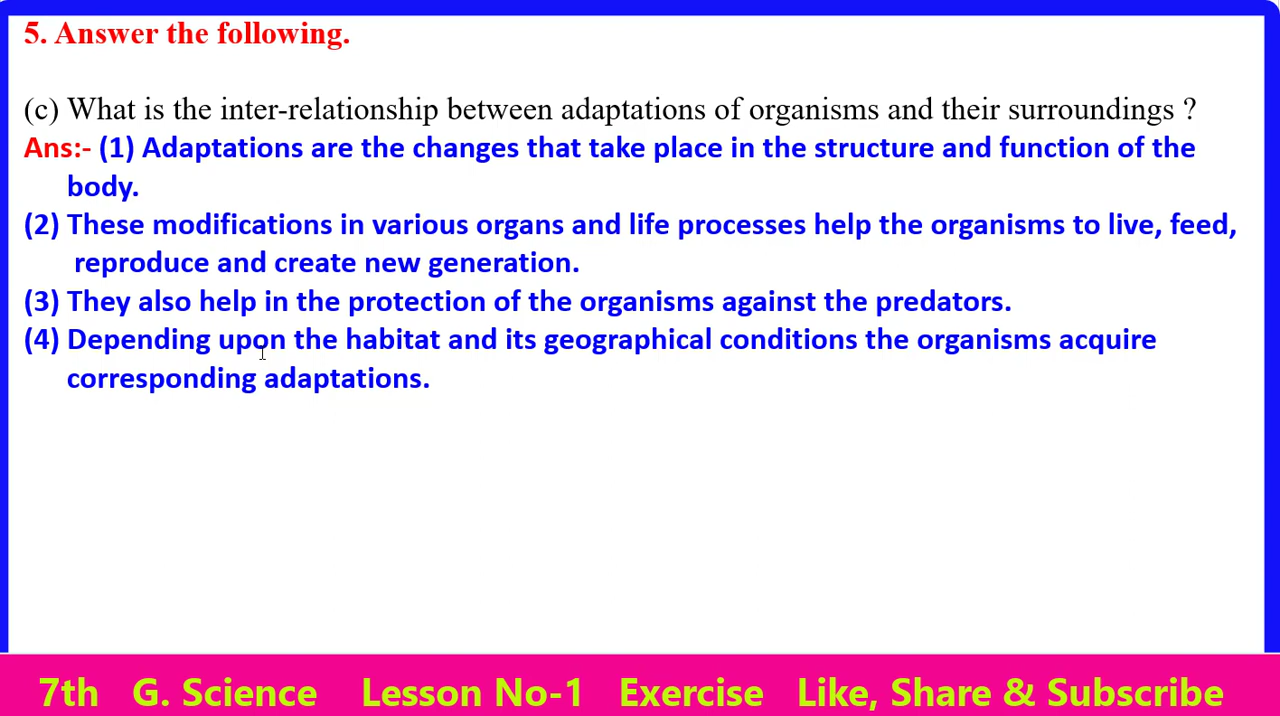 5. Answer the following.
(c) What is the inter-relationship between adaptations of organisms and their surroundings ?
Ans:- (1) Adaptations are the changes that take place in the structure and function of the
body.
(2) These modifications in various organs and life processes help the organisms to live, feed,
reproduce and create new generation.
(3) They also help in the protection of the organisms against the predators.
(4) Depending upon the habitat and its geographical conditions the organisms acquire
corresponding adaptations.
7th G. Science Lesson No-1 Exercise Like, Share & Subscribe